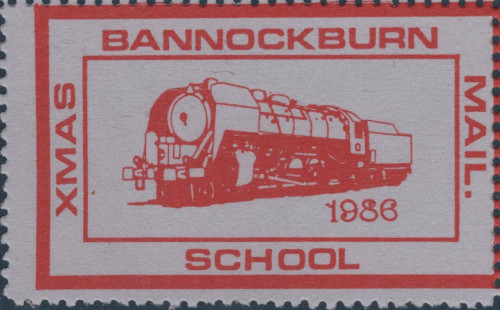 BANNOCKBURN
XMAS
MAIL.
1986
SCHOOL